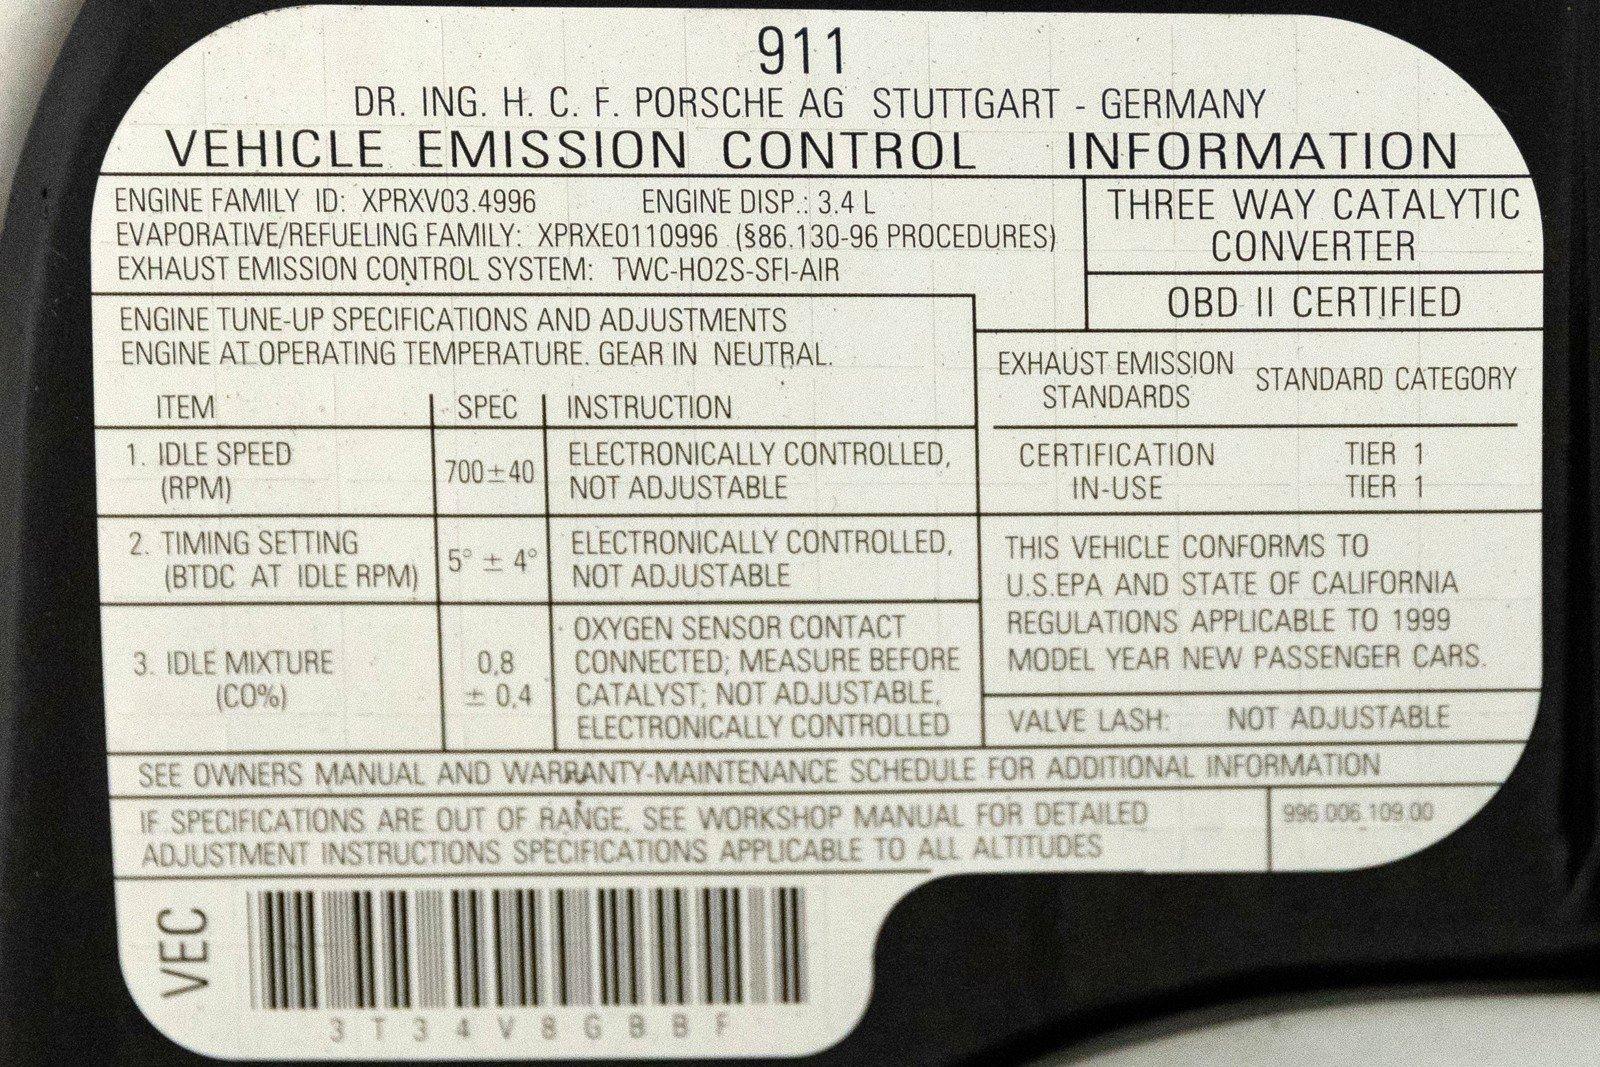 911
DR. ING. H. C. F. PORSCHE AG STUTTGART - GERMANY
VEHICLE EMISSION CONTROL INFORMATION
ENGINE FAMILY ID: XPRXV03.4996 ENGINE DISP.: 3.4 L
EVAPORATIVE/REFUELING FAMILY: XPRXE0110996 (§86.130-96 PROCEDURES)
EXHAUST EMISSION CONTROL SYSTEM: TWC-HO2S-SFI-AIR
THREE WAY CATALYTIC
CONVERTER
OBD II CERTIFIED
ENGINE TUNE-UP SPECIFICATIONS AND ADJUSTMENTS
ENGINE AT OPERATING TEMPERATURE. GEAR IN NEUTRAL.
ITEM SPEC INSTRUCTION
1. IDLE SPEED
(RPM)
700±40
ELECTRONICALLY CONTROLLED,
NOT ADJUSTABLE
2. TIMING SETTING
(BTDC AT IDLE RPM)
5° ± 4°
ELECTRONICALLY CONTROLLED,
NOT ADJUSTABLE
3. IDLE MIXTURE
(CO%)
0,8
± 0,4
OXYGEN SENSOR CONTACT
CONNECTED; MEASURE BEFORE
CATALYST; NOT ADJUSTABLE,
ELECTRONICALLY CONTROLLED
EXHAUST EMISSION
STANDARDS
STANDARD CATEGORY
CERTIFICATION TIER 1
IN-USE TIER 1
THIS VEHICLE CONFORMS TO
U.S.EPA AND STATE OF CALIFORNIA
REGULATIONS APPLICABLE TO 1999
MODEL YEAR NEW PASSENGER CARS.
VALVE LASH: NOT ADJUSTABLE
SEE OWNERS MANUAL AND WARRANTY-MAINTENANCE SCHEDULE FOR ADDITIONAL INFORMATION
IF SPECIFICATIONS ARE OUT OF RANGE, SEE WORKSHOP MANUAL FOR DETAILED
ADJUSTMENT INSTRUCTIONS SPECIFICATIONS APPLICABLE TO ALL ALTITUDES
996.006.109.00
VEC
3T34V8GBBF